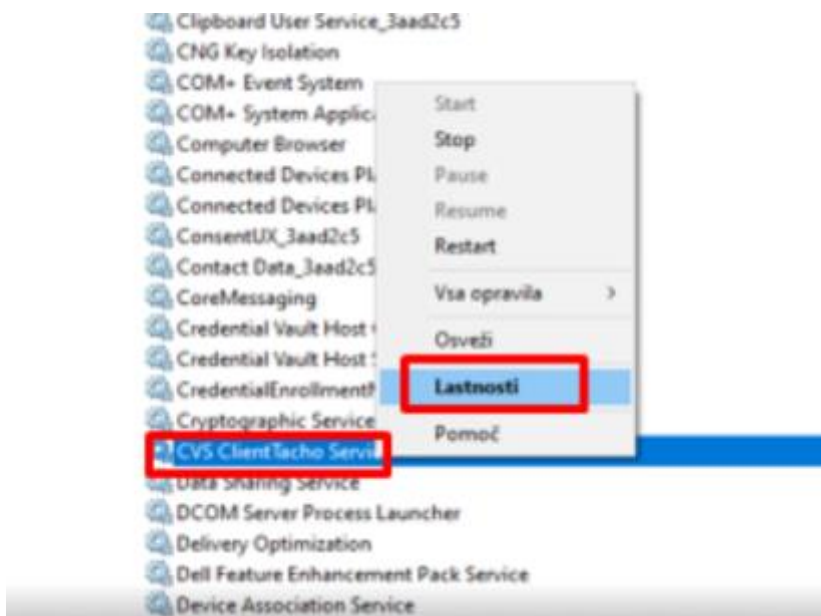 Clipboard User Service_3aad2c5
CNG Key Isolation
COM+ Event System
COM+ System Applic
Computer Browser
Connected Devices Pl
Connected Devices Pl
ConsentUX_3aad2c5
Contact Data_3aad2c5
CoreMessaging
Credential Vault Host
Credential Vault Host S
CredentialEnrollmentM
Cryptographic Service
CVS ClientTacho Servi
Data Sharing Service
DCOM Server Process Launcher
Delivery Optimization
Dell Feature Enhancement Pack Service
Device Association Service
Start
Stop
Pause
Resume
Restart
Vsa opravila
Osveži
Lastnosti
Pomoč